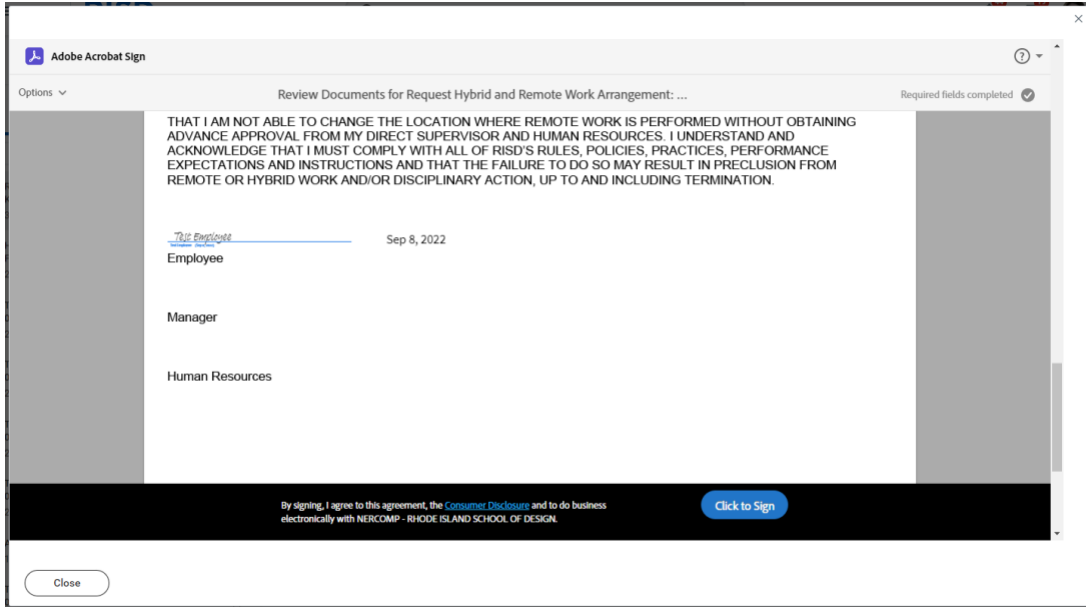 Adobe Acrobat Sign
Options
Review Documents for Request Hybrid and Remote Work Arrangement: ...
Required fields completed
THAT I AM NOT ABLE TO CHANGE THE LOCATION WHERE REMOTE WORK IS PERFORMED WITHOUT OBTAINING
ADVANCE APPROVAL FROM MY DIRECT SUPERVISOR AND HUMAN RESOURCES. I UNDERSTAND AND
ACKNOWLEDGE THAT I MUST COMPLY WITH ALL OF RISD'S RULES, POLICIES, PRACTICES, PERFORMANCE
EXPECTATIONS AND INSTRUCTIONS AND THAT THE FAILURE TO DO SO MAY RESULT IN PRECLUSION FROM
REMOTE OR HYBRID WORK AND/OR DISCIPLINARY ACTION, UP TO AND INCLUDING TERMINATION.
Test Employee
Sep 8, 2022
Employee
Manager
Human Resources
By signing, I agree to this agreement, the Consumer Disclosure and to do business
electronically with NERCOMP - RHODE ISLAND SCHOOL OF DESIGN.
Click to Sign
Close